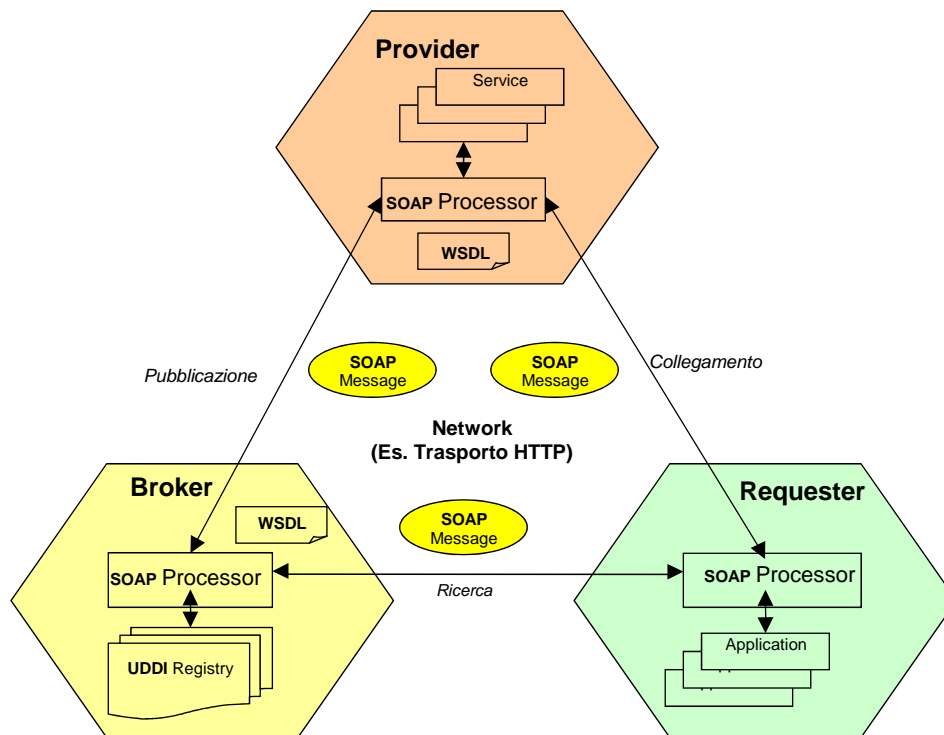 Provider
Service
SOAP Processor
WSDL
Pubblicazione
SOAP
Message
SOAP
Message
Collegamento
Network
(Es. Trasporto HTTP)
Broker
WSDL
SOAP
Message
Requester
SOAP Processor
Ricerca
SOAP Processor
UDDI Registry
Application